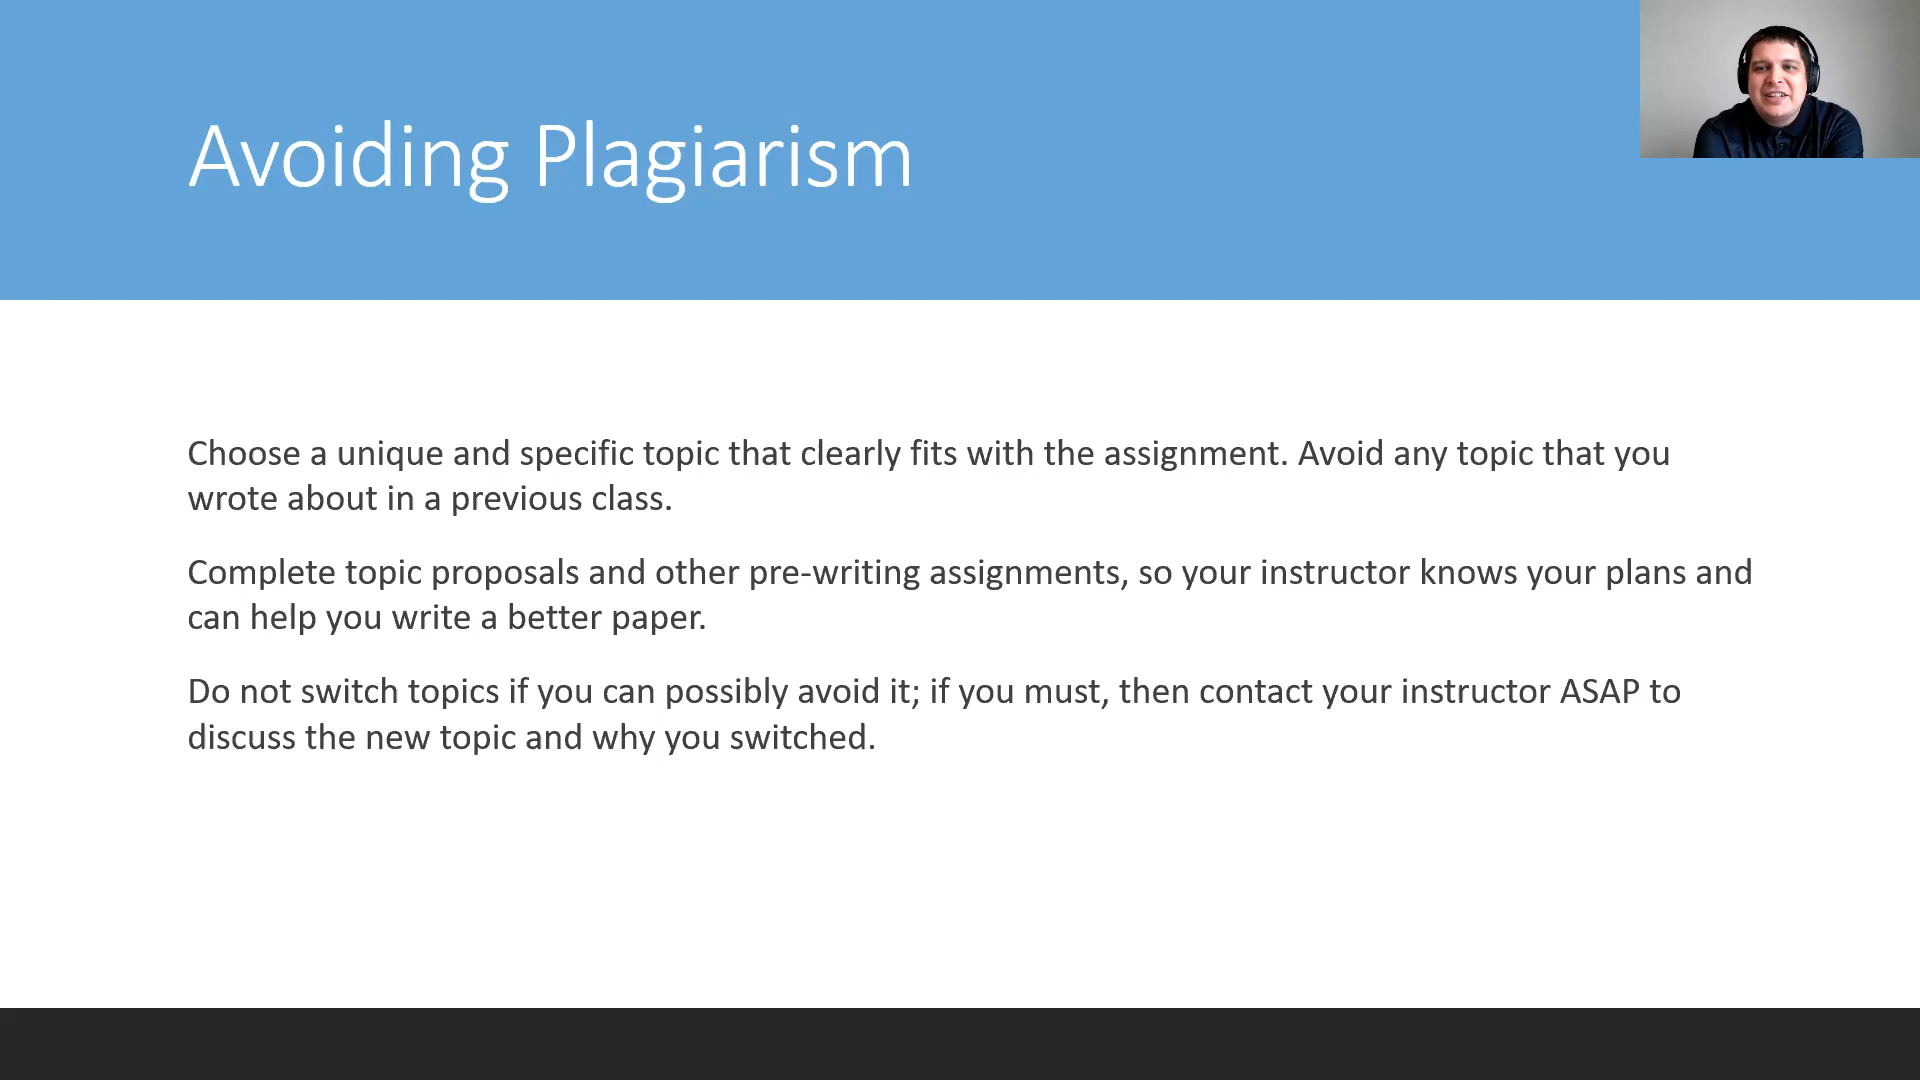 Avoiding Plagiarism
Choose a unique and specific topic that clearly fits with the assignment. Avoid any topic that you
wrote about in a previous class.
Complete topic proposals and other pre-writing assignments, so your instructor knows your plans and
can help you write a better paper.
Do not switch topics if you can possibly avoid it; if you must, then contact your instructor ASAP to
discuss the new topic and why you switched.